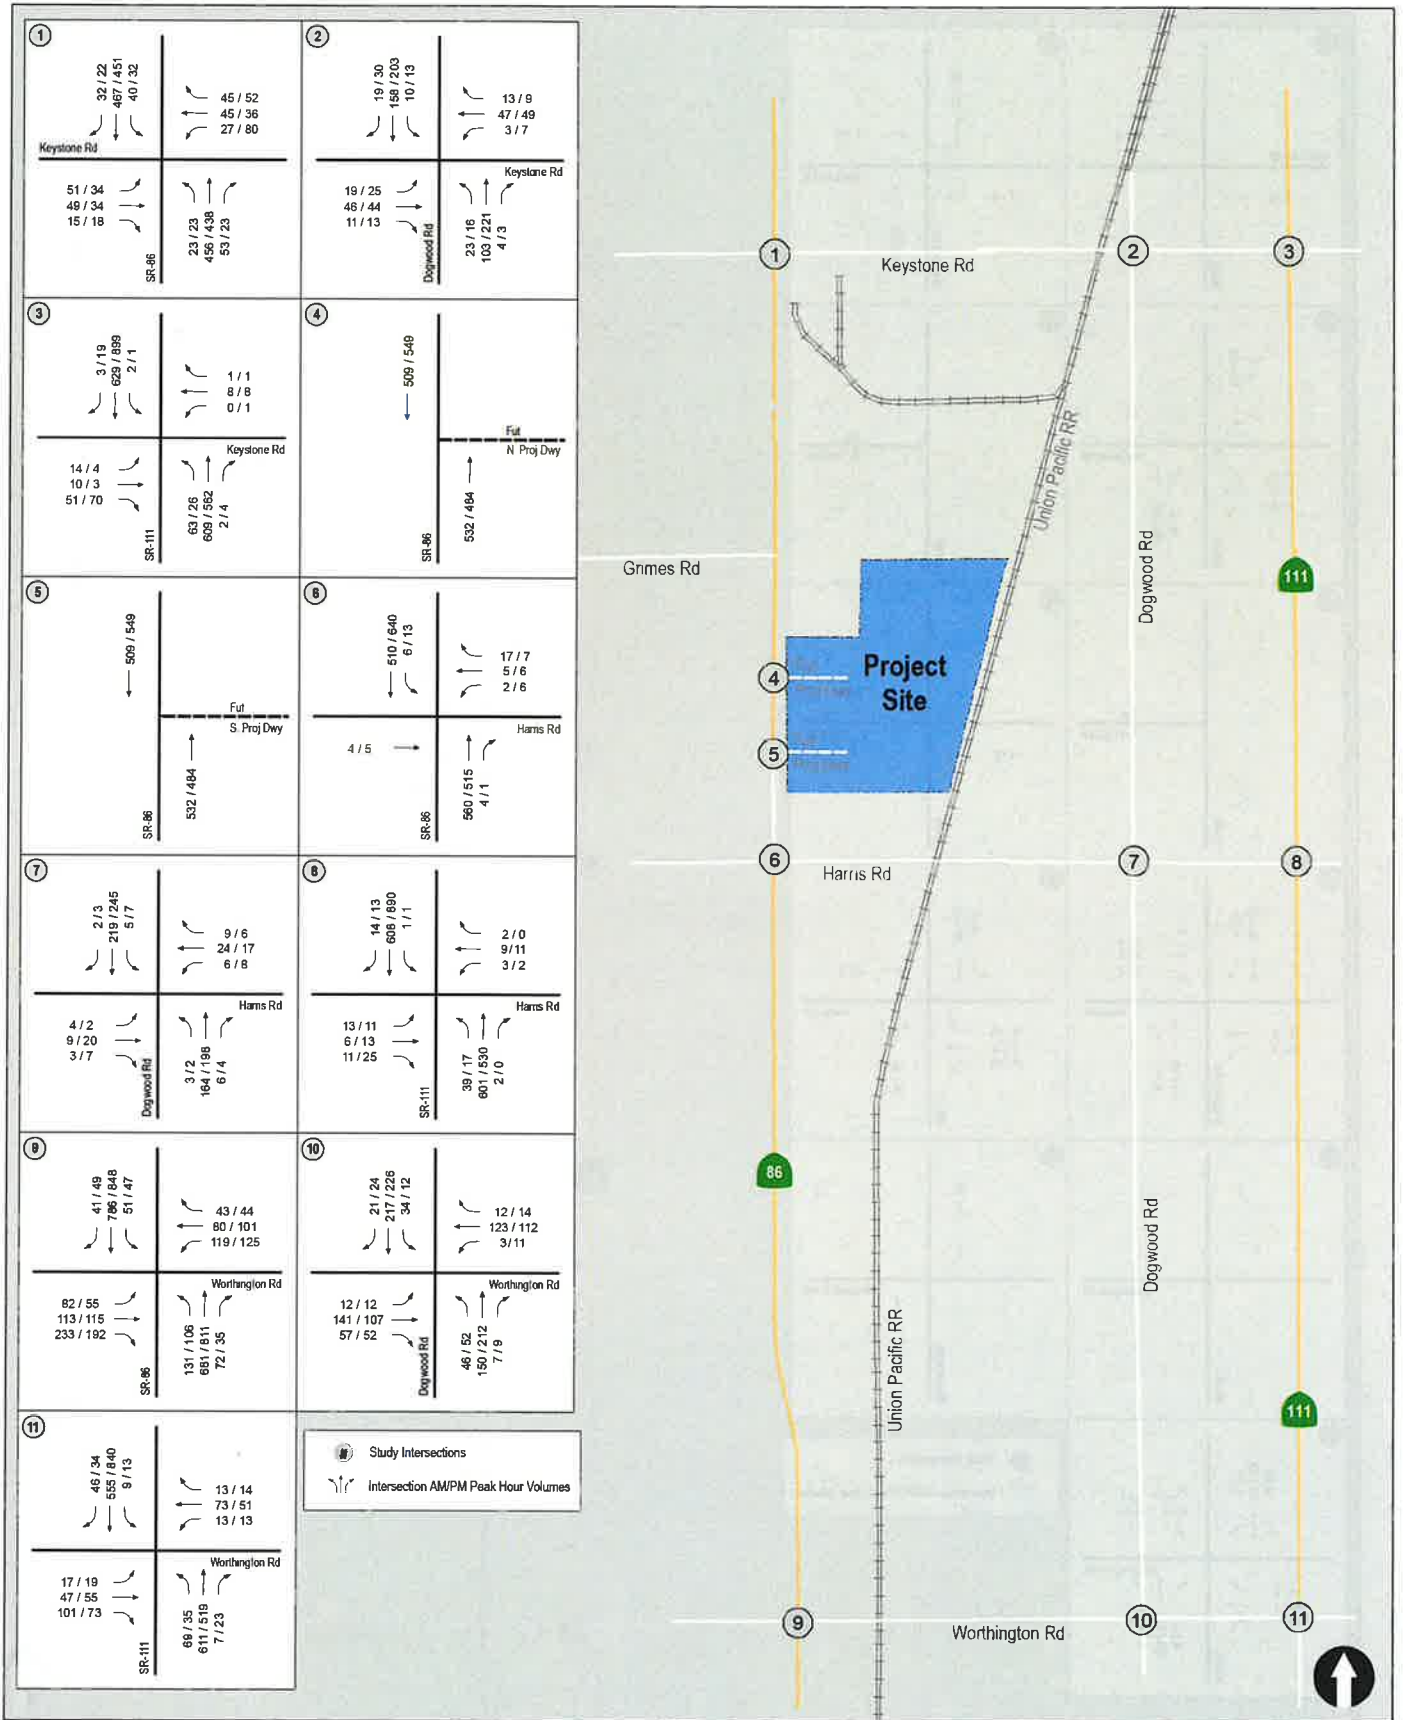 1
32 / 22
467 / 451
40 / 32
45 / 52
45 / 36
27 / 80
Keystone Rd
51 / 34
49 / 34
15 / 18
23 / 23
456 / 438
53 / 23
SR-86
2
19 / 30
158 / 203
10 / 13
13 / 9
47 / 49
3 / 7
Keystone Rd
19 / 25
46 / 44
11 / 13
23 / 16
103 / 221
4 / 3
Dogwood Rd
3
3 / 19
629 / 899
2 / 1
1 / 1
8 / 8
0 / 1
Keystone Rd
14 / 4
10 / 3
51 / 70
63 / 26
609 / 562
2 / 4
SR-111
4
509 / 549
Fut
N Proj Dwy
532 / 484
SR-86
5
509 / 549
Fut
S. Proj Dwy
532 / 484
SR-86
6
510 / 640
6 / 13
17 / 7
5 / 6
2 / 6
Harris Rd
4 / 5
560 / 515
4 / 1
SR-86
7
2 / 3
219 / 245
5 / 7
9 / 6
24 / 17
6 / 8
Harris Rd
4 / 2
9 / 20
3 / 7
3 / 2
164 / 198
6 / 4
Dogwood Rd
8
14 / 13
608 / 890
1 / 1
2 / 0
9 / 11
3 / 2
Harris Rd
13 / 11
6 / 13
11 / 25
39 / 17
601 / 530
2 / 0
SR-111
9
41 / 49
786 / 848
51 / 47
43 / 44
80 / 101
119 / 125
Worthington Rd
82 / 55
113 / 115
233 / 192
131 / 106
681 / 811
72 / 35
SR-86
10
21 / 24
217 / 226
34 / 12
12 / 14
123 / 112
3 / 11
Worthington Rd
12 / 12
141 / 107
57 / 52
46 / 52
150 / 212
7 / 9
Dogwood Rd
11
46 / 34
555 / 840
9 / 13
13 / 14
73 / 51
13 / 13
Worthington Rd
17 / 19
47 / 55
101 / 73
69 / 35
611 / 519
7 / 23
SR-111
# Study Intersections
Intersection AM/PM Peak Hour Volumes
1
2
3
Keystone Rd
Union Pacific RR
Grimes Rd
Dogwood Rd
111
Project
Site
4
5
6
Harris Rd
7
8
86
Dogwood Rd
Union Pacific RR
111
9
Worthington Rd
10
11